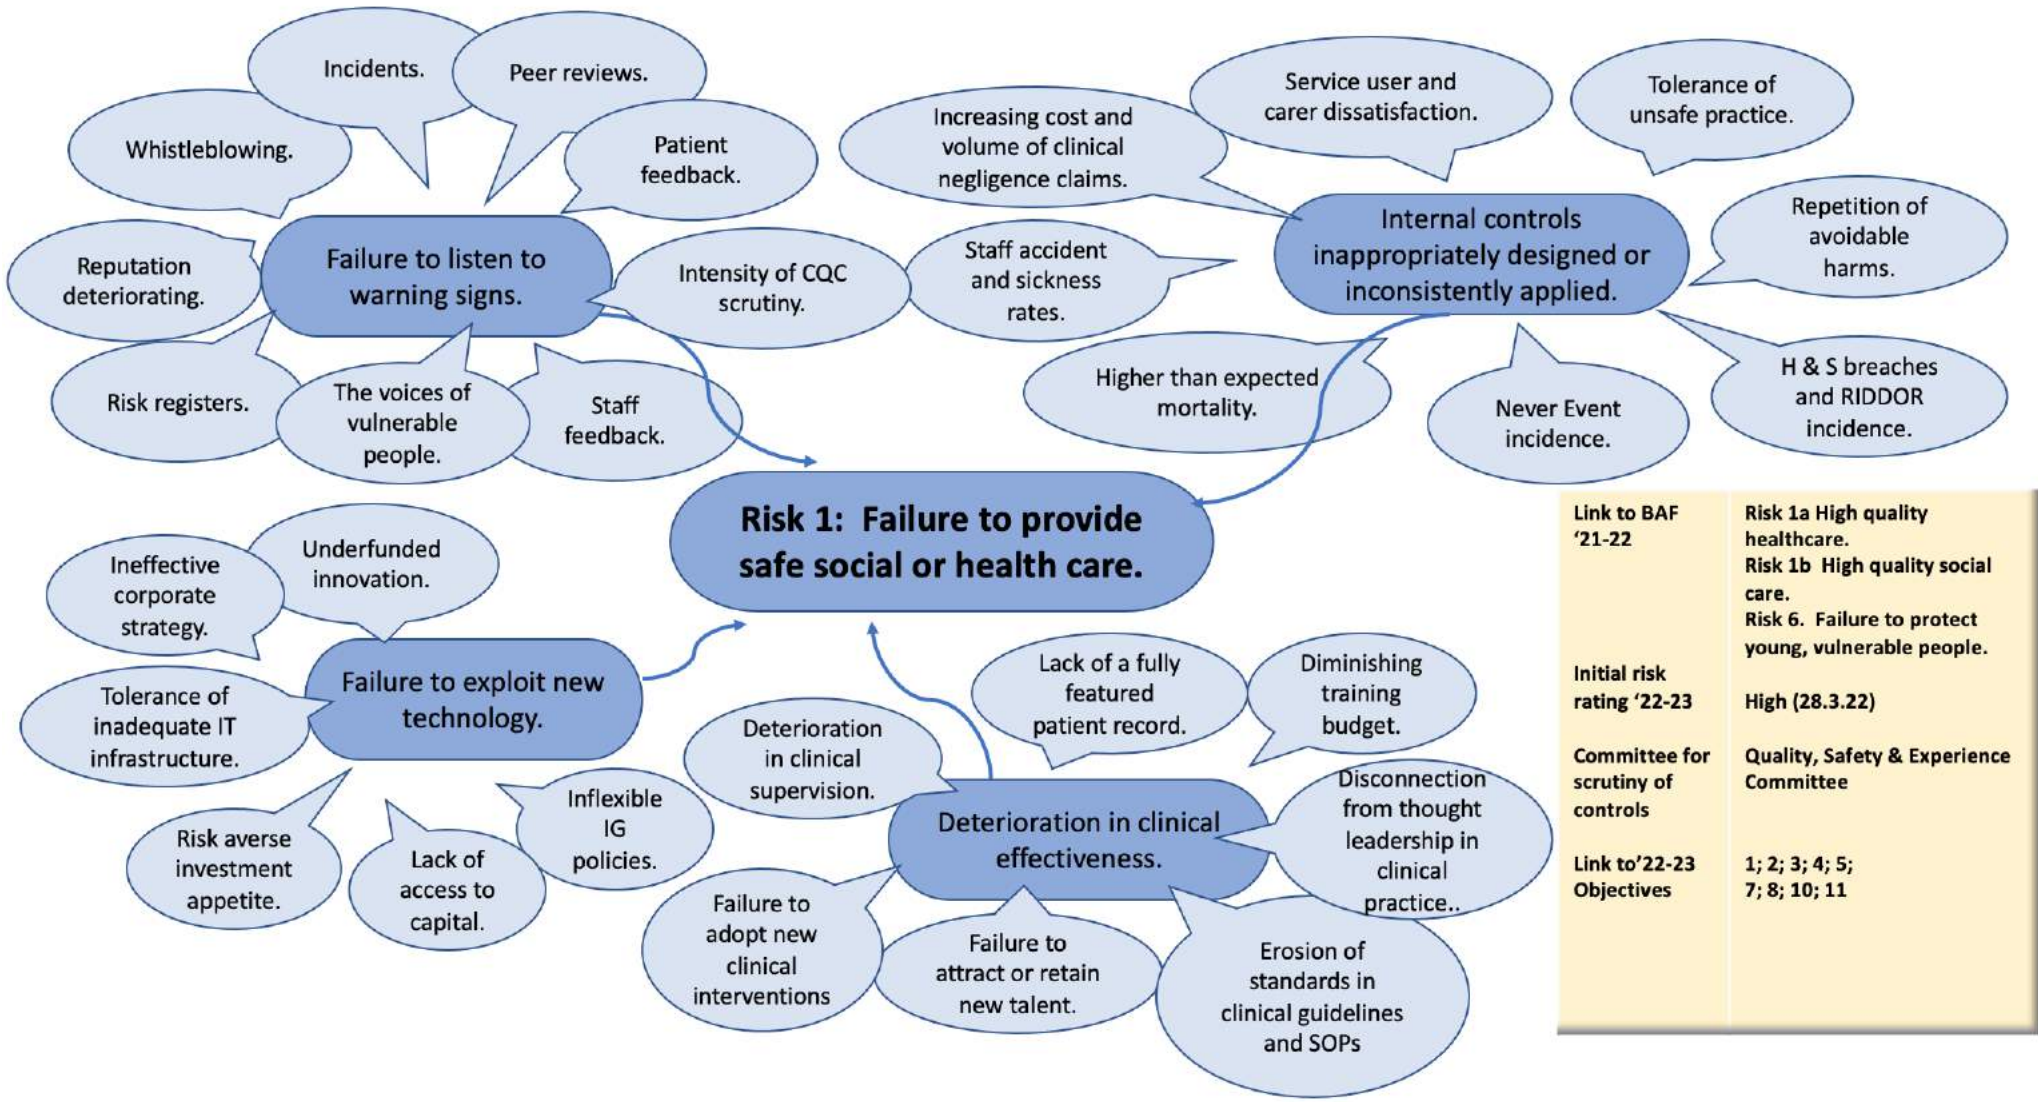 Incidents.
Peer reviews.
Whistleblowing.
Patient
feedback.
Reputation
deteriorating.
Failure to listen to
warning signs.
Intensity of CQC
scrutiny.
Risk registers.
The voices of
vulnerable
people.
Staff
feedback.
Service user and
carer dissatisfaction.
Tolerance of
unsafe practice.
Increasing cost and
volume of clinical
negligence claims.
Internal controls
inappropriately designed or
inconsistently applied.
Repetition of
avoidable
harms.
Staff accident
and sickness
rates.
Higher than expected
mortality.
Never Event
incidence.
H & S breaches
and RIDDOR
incidence.
Risk 1:  Failure to provide
safe social or health care.
Underfunded
innovation.
Ineffective
corporate
strategy.
Failure to exploit new
technology.
Tolerance of
inadequate IT
infrastructure.
Risk averse
investment
appetite.
Lack of
access to
capital.
Inflexible
IG
policies.
Lack of a fully
featured
patient record.
Diminishing
training
budget.
Deterioration
in clinical
supervision.
Deterioration in clinical
effectiveness.
Disconnection
from thought
leadership in
clinical
practice..
Failure to
adopt new
clinical
interventions
Failure to
attract or retain
new talent.
Erosion of
standards in
clinical guidelines
and SOPs
Link to BAF
‘21-22
Risk 1a High quality
healthcare.
Risk 1b  High quality social
care.
Risk 6.  Failure to protect
young, vulnerable people.
Initial risk
rating ‘22-23
High (28.3.22)
Committee for
scrutiny of
controls
Quality, Safety & Experience
Committee
Link to’22-23
Objectives
1; 2; 3; 4; 5;
7; 8; 10; 11